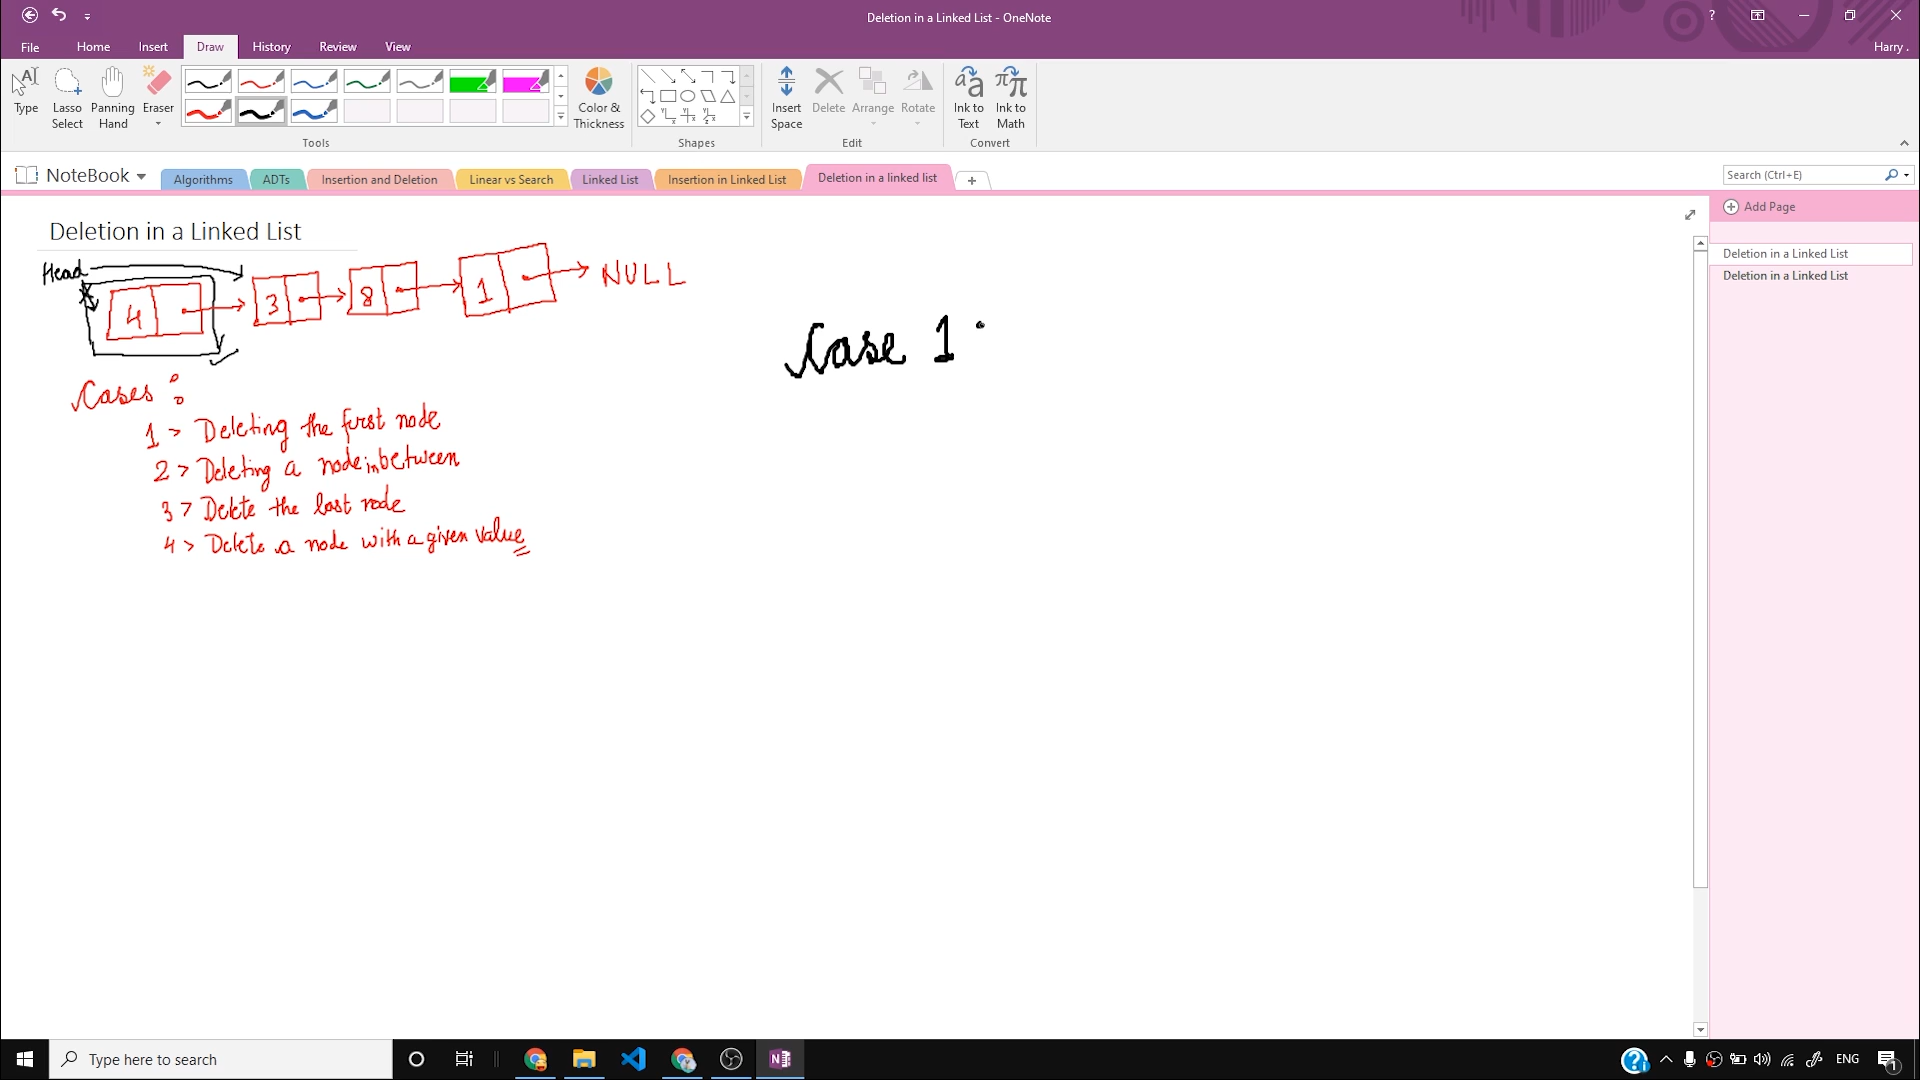 Deletion in a Linked List - OneNote
?
File Home Insert Draw History Review View Harry .
Type Lasso Select Panning Hand Eraser
Color & Thickness
Insert Space Delete Arrange Rotate
Ink to Text Ink to Math
Tools Shapes Edit Convert
NoteBook Algorithms ADTs Insertion and Deletion Linear vs Search Linked List Insertion in Linked List Deletion in a linked list + Search (Ctrl+E)
Add Page
Deletion in a Linked List
Deletion in a Linked List
Deletion in a Linked List
Head
4 3 8 1 NULL
Case 1
Cases :
1 > Deleting the first node
2 > Deleting a node in between
3 > Delete the last node
4 > Delete a node with a given value
Type here to search
ENG
1